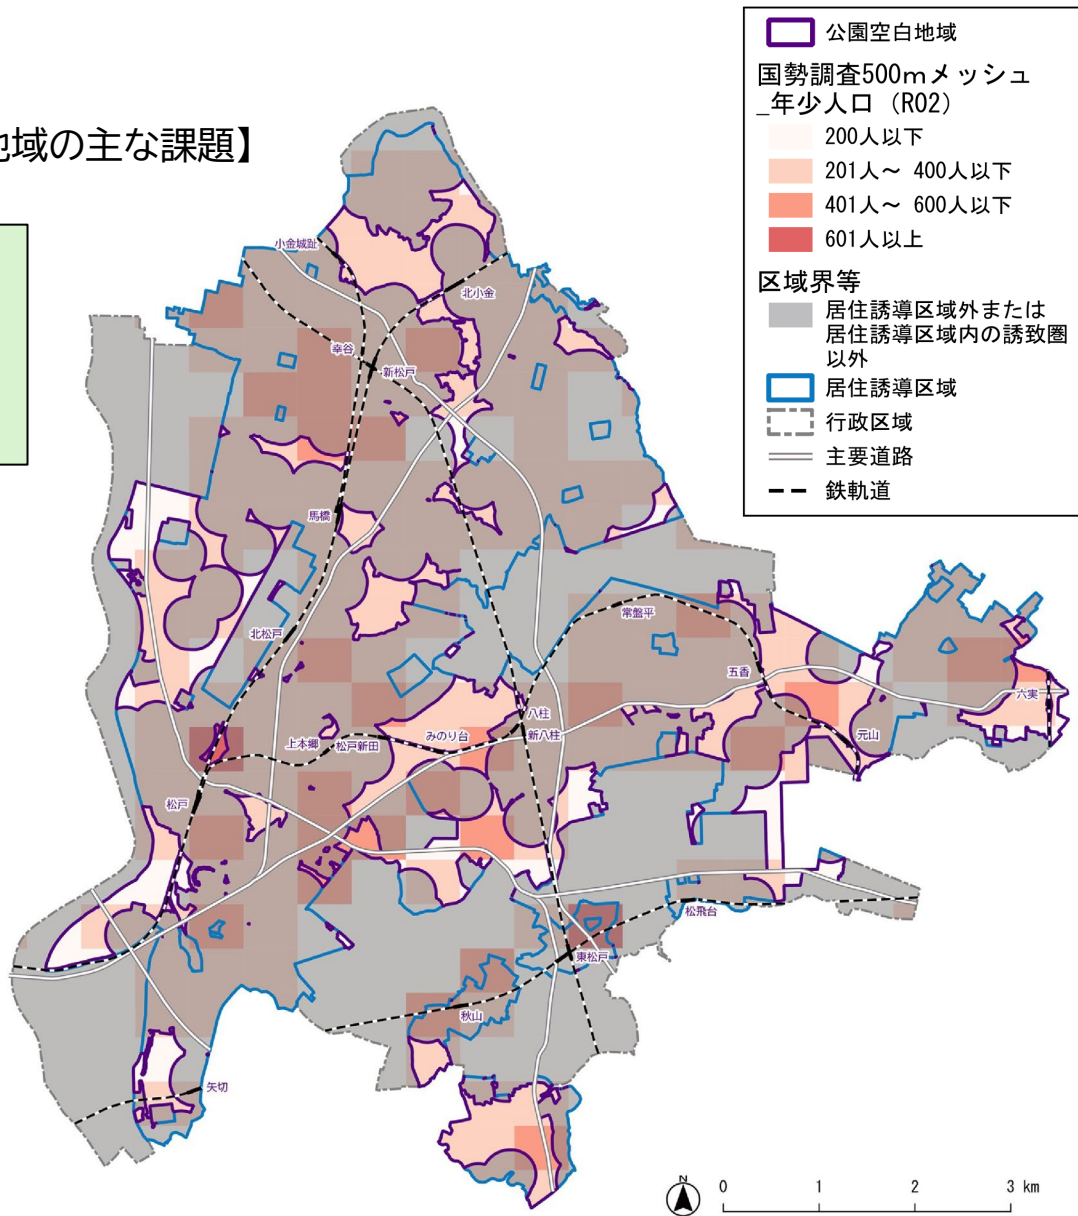 地域の主な課題】
公園空白地域
国勢調査500mメッシュ
_年少人口（R02）
200人以下
201人～ 400人以下
401人～ 600人以下
601人以上
区域界等
居住誘導区域外または
居住誘導区域内の誘致圏
以外
居住誘導区域
行政区域
主要道路
鉄軌道
小金城趾
北小金
幸谷
新松戸
馬橋
北松戸
常盤平
五香
六実
元山
八柱
新八柱
みのり台
松戸新田
上本郷
松戸
松飛台
東松戸
秋山
矢切
N
0 1 2 3 km